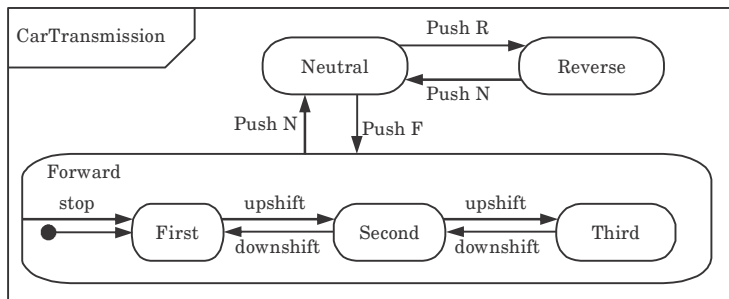 CarTransmission
Push R
Neutral
Reverse
Push N
Push N
Push F
Forward
stop
upshift
upshift
First
Second
Third
downshift
downshift